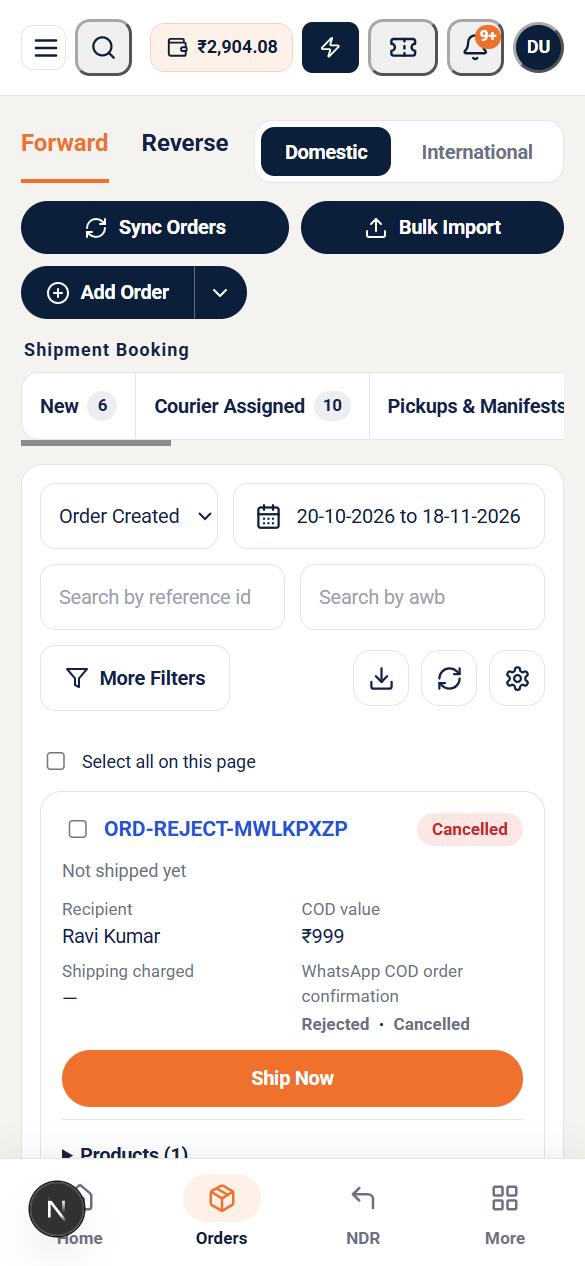 ₹2,904.08
9+
DU
Forward Reverse Domestic International
Sync Orders Bulk Import
Add Order
Shipment Booking
New 6 Courier Assigned 10 Pickups & Manifests
Order Created 20-10-2026 to 18-11-2026
Search by reference id Search by awb
More Filters
Select all on this page
ORD-REJECT-MWLKPXZP Cancelled
Not shipped yet
Recipient COD value
Ravi Kumar ₹999
Shipping charged WhatsApp COD order
— confirmation
Rejected • Cancelled
Ship Now
Products (1)
N
Home Orders NDR More